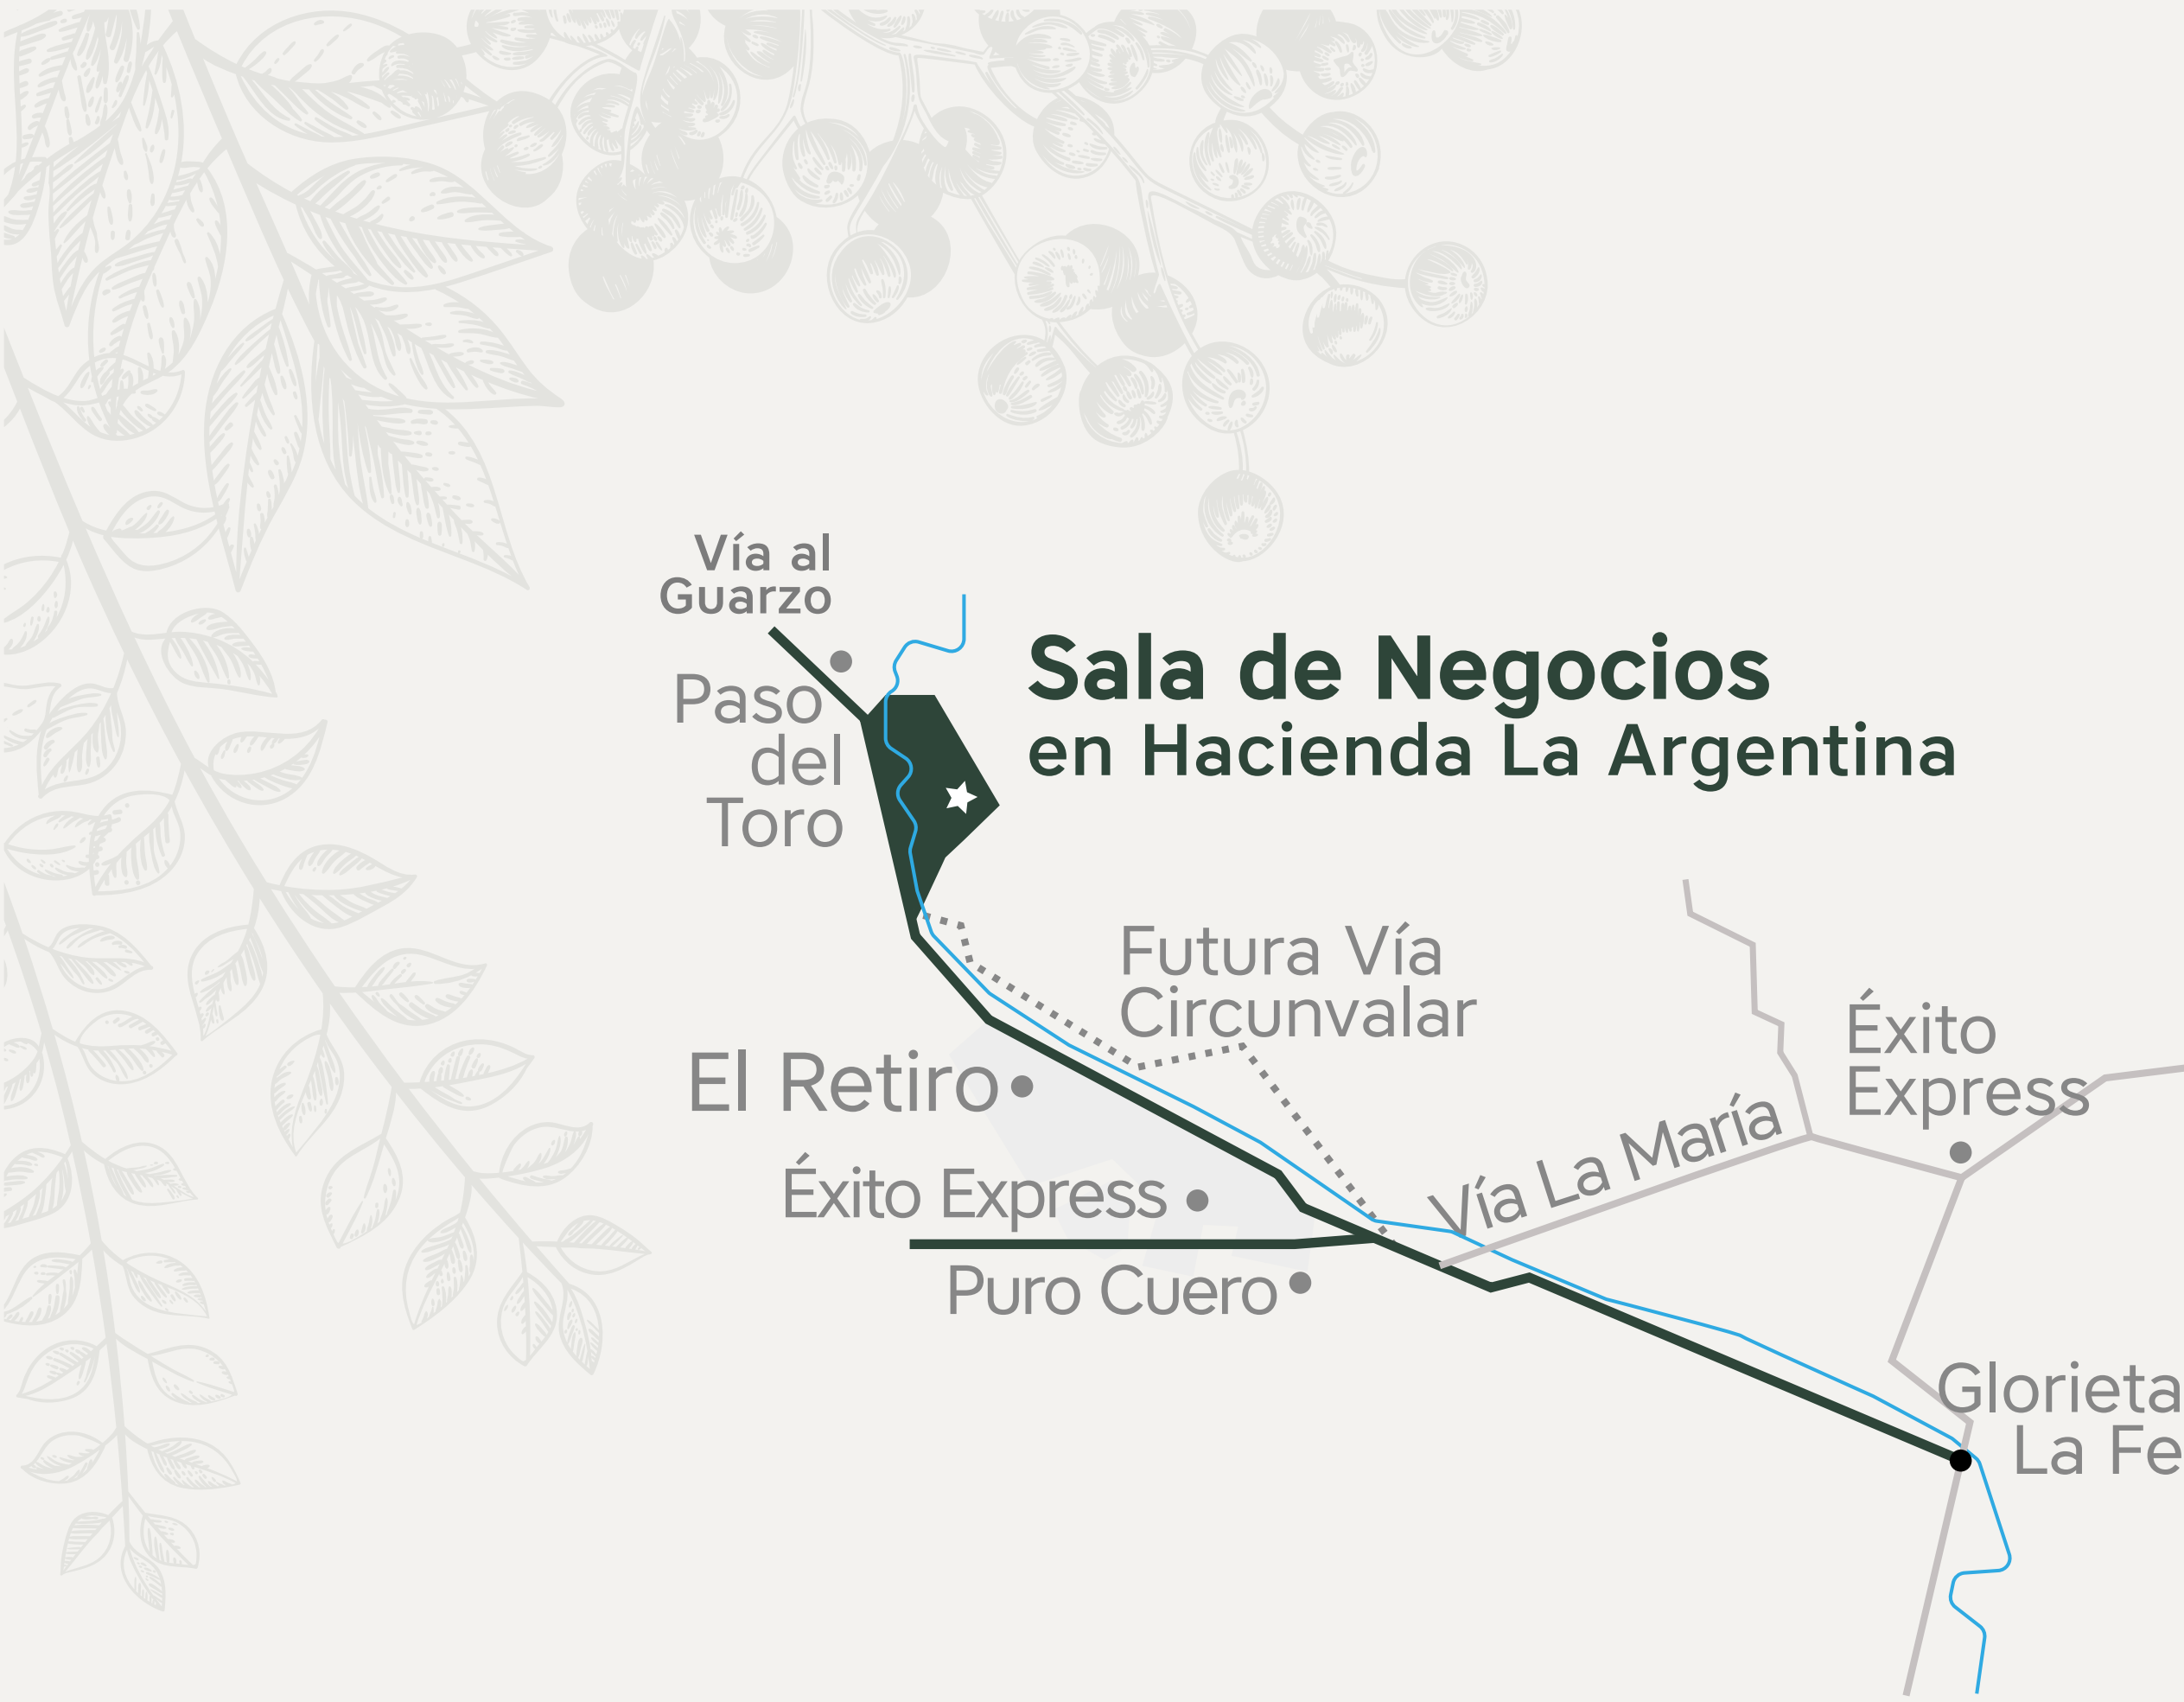 Vía al
Guarzo
Paso
del
Toro
Sala de Negocios
en Hacienda La Argentina
Futura Vía
Circunvalar
El Retiro
Éxito Express
Puro Cuero
Vía La María
Éxito
Express
Glorieta
La Fe